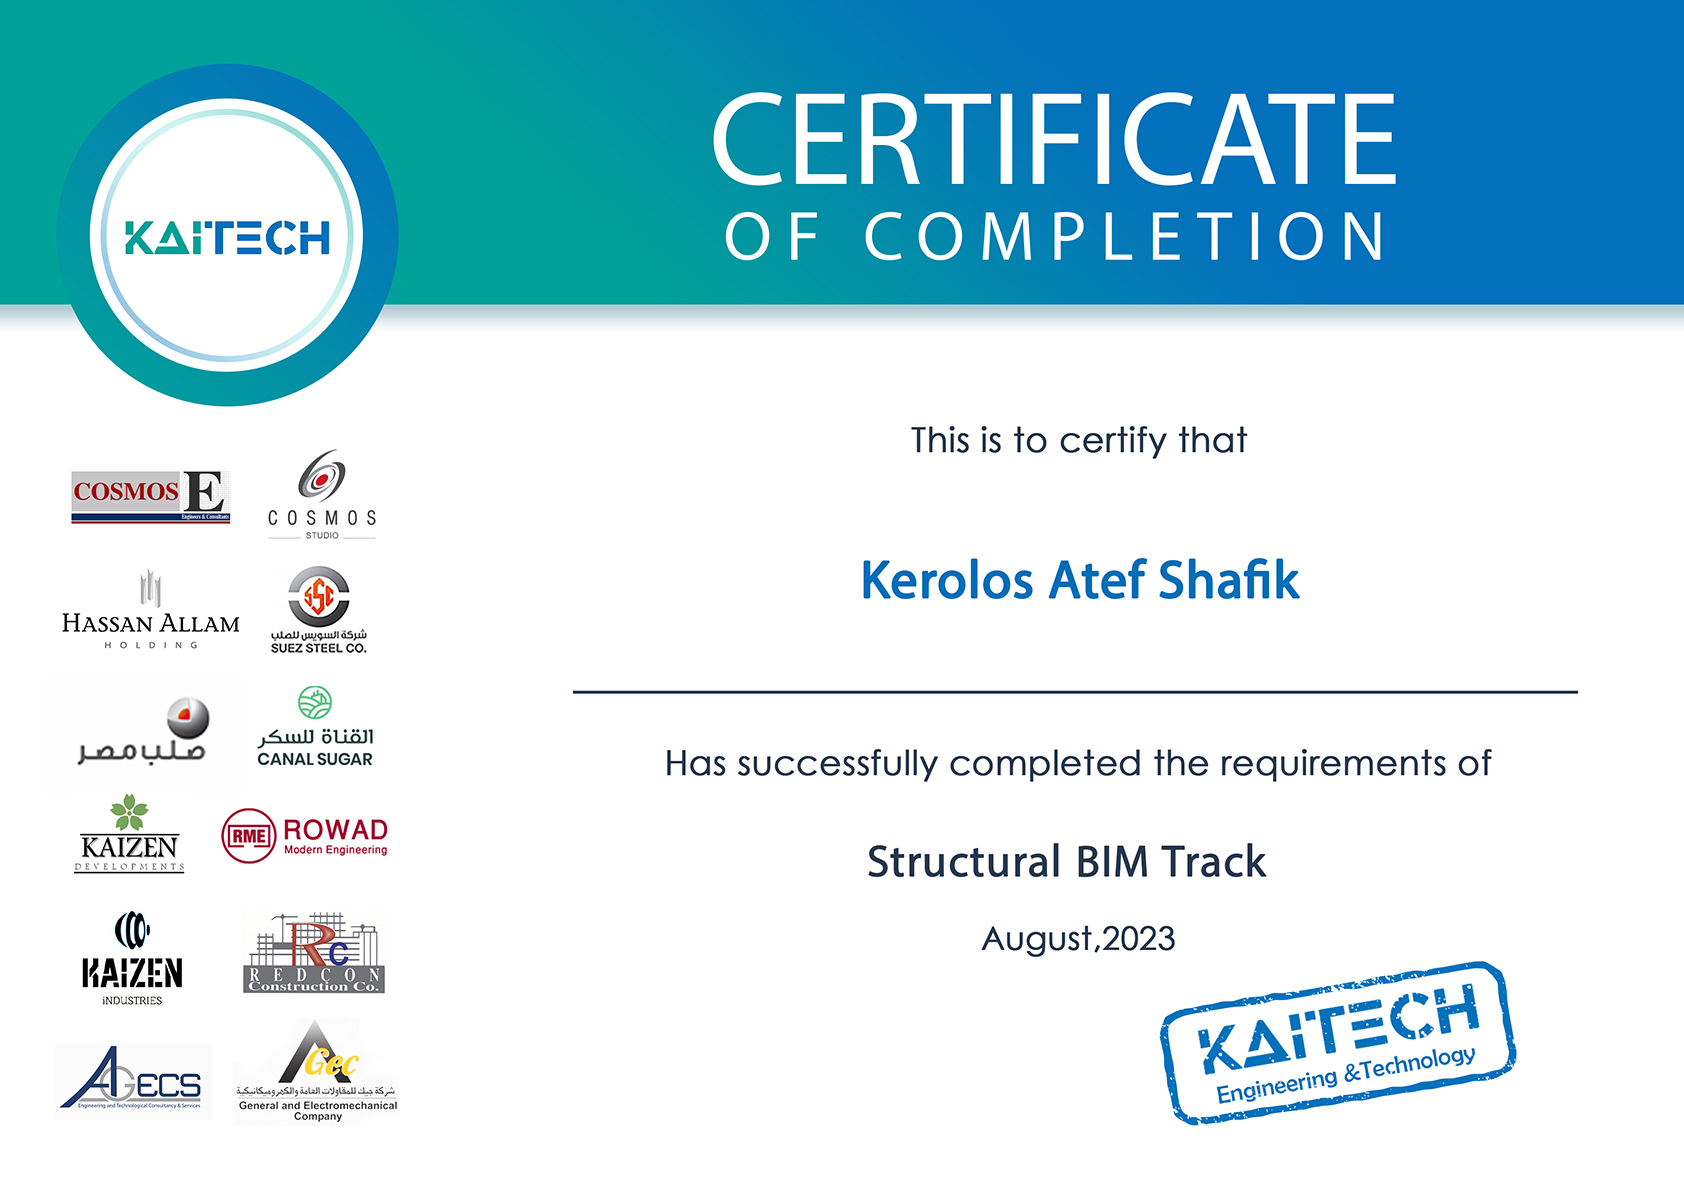 CERTIFICATE
OF COMPLETION
KAITECH
This is to certify that
Kerolos Atef Shafik
Has successfully completed the requirements of
Structural BIM Track
August,2023
KAITECH
Engineering &Technology
COSMOS E
Engineers & Consultants
COSMOS
STUDIO
HASSAN ALLAM
HOLDING
SSC
شركة السويس للصلب
SUEZ STEEL CO.
صلب مصر
القناة للسكر
CANAL SUGAR
KAIZEN
DEVELOPMENTS
RME ROWAD
Modern Engineering
KAIZEN
iNDUSTRIES
RC
REDCON
Construction Co.
AGECS
Engineering and Technological Consultancy & Services
Gec
شركة جيك للمقاولات العامة والكهروميكانيكية
General and Electromechanical
Company